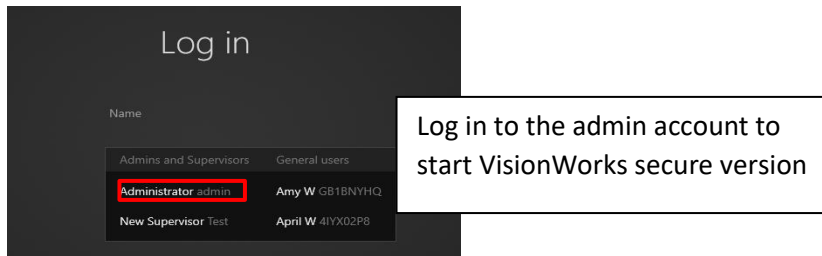 Log in
Name
Admins and Supervisors General users
Administrator admin Amy W GB1BNYHQ
New Supervisor Test April W 4IYX02P8
Log in to the admin account to
start VisionWorks secure version